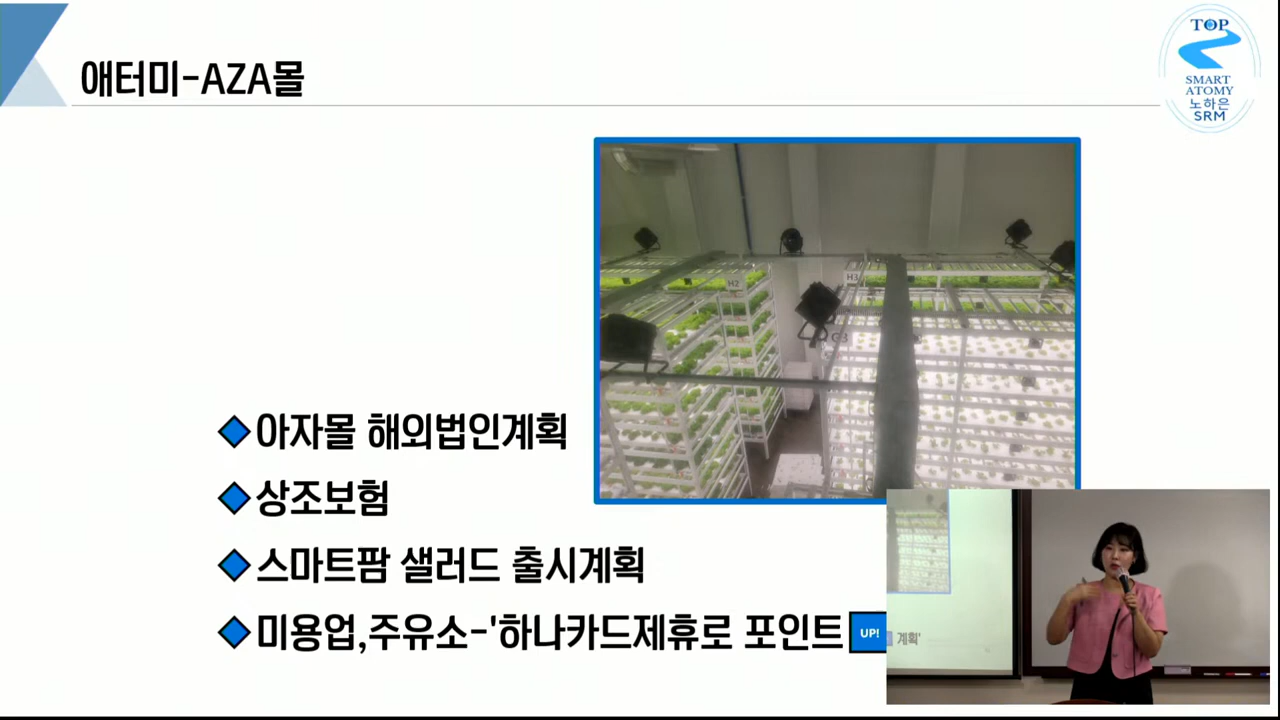 애터미-AZA몰
TOP
SMART
ATOMY
노하은
SRM
H2
H3
G3
아자몰 해외법인계획
상조보험
스마트팜 샐러드 출시계획
미용업,주유소-'하나카드제휴로 포인트 UP!
계획'